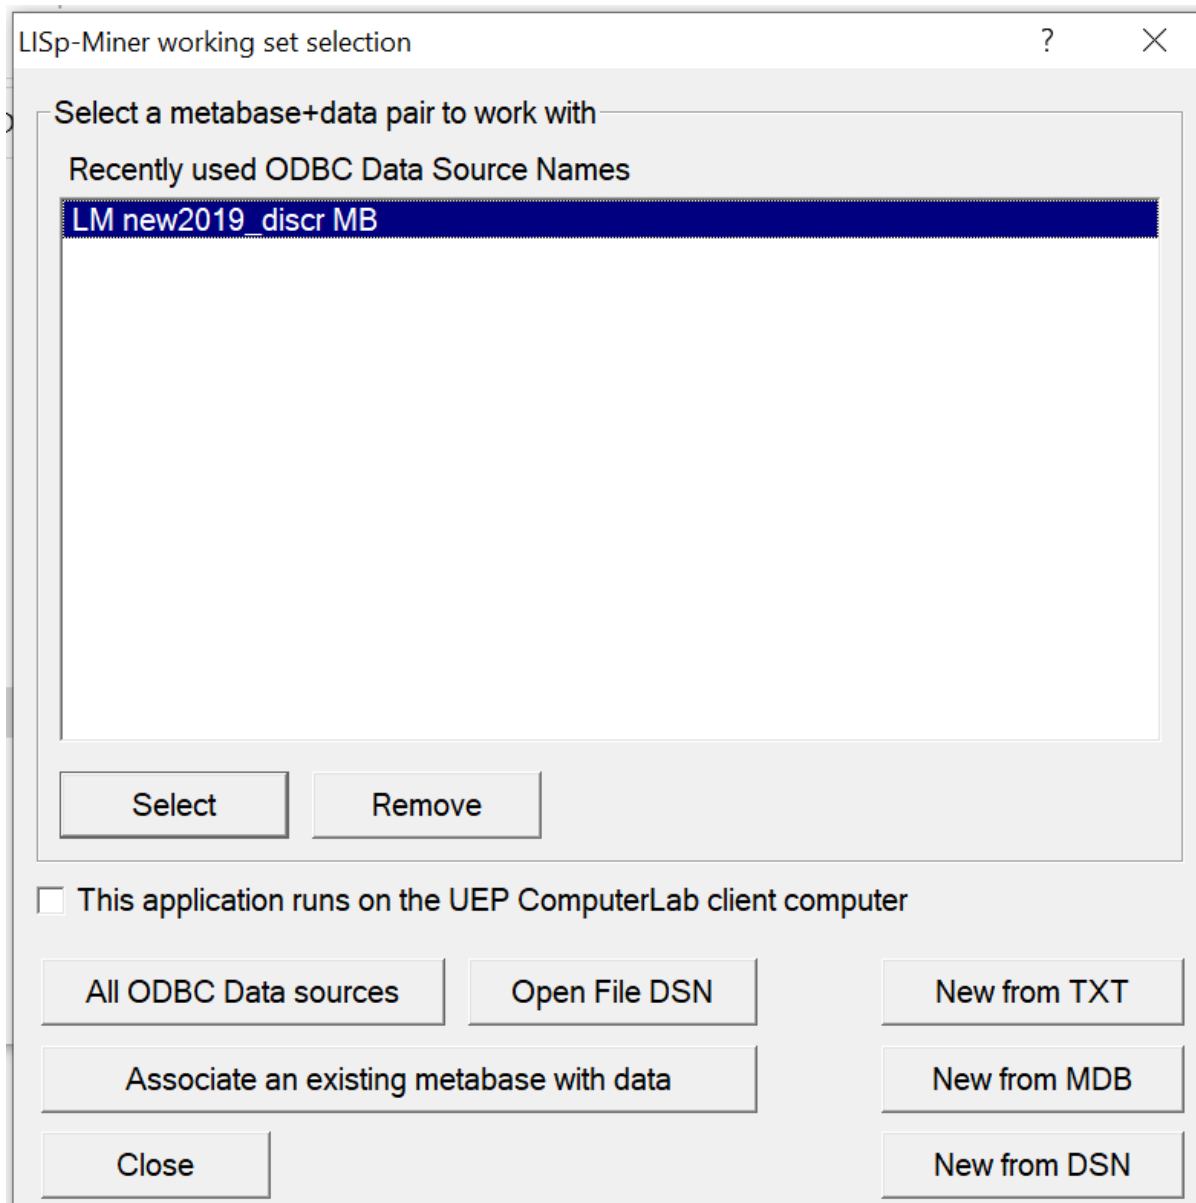 LISp-Miner working set selection
Select a metabase+data pair to work with
Recently used ODBC Data Source Names
LM new2019_discr MB
Select
Remove
This application runs on the UEP ComputerLab client computer
All ODBC Data sources
Open File DSN
New from TXT
Associate an existing metabase with data
New from MDB
Close
New from DSN